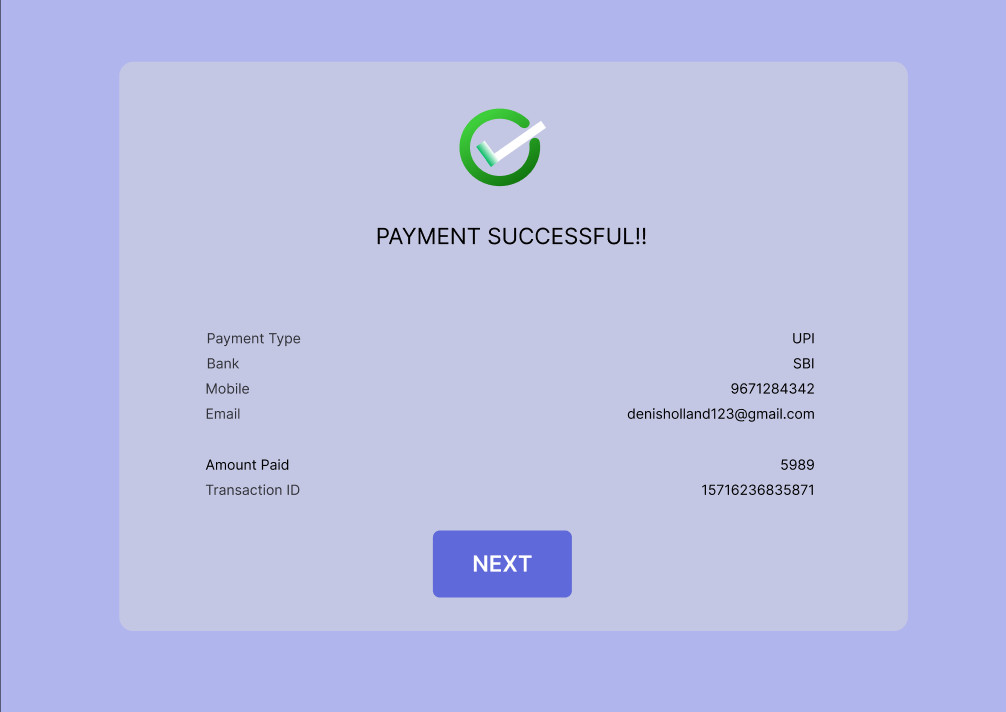 PAYMENT SUCCESSFUL!!
Payment Type UPI
Bank SBI
Mobile 9671284342
Email denisholland123@gmail.com
Amount Paid 5989
Transaction ID 15716236835871
NEXT